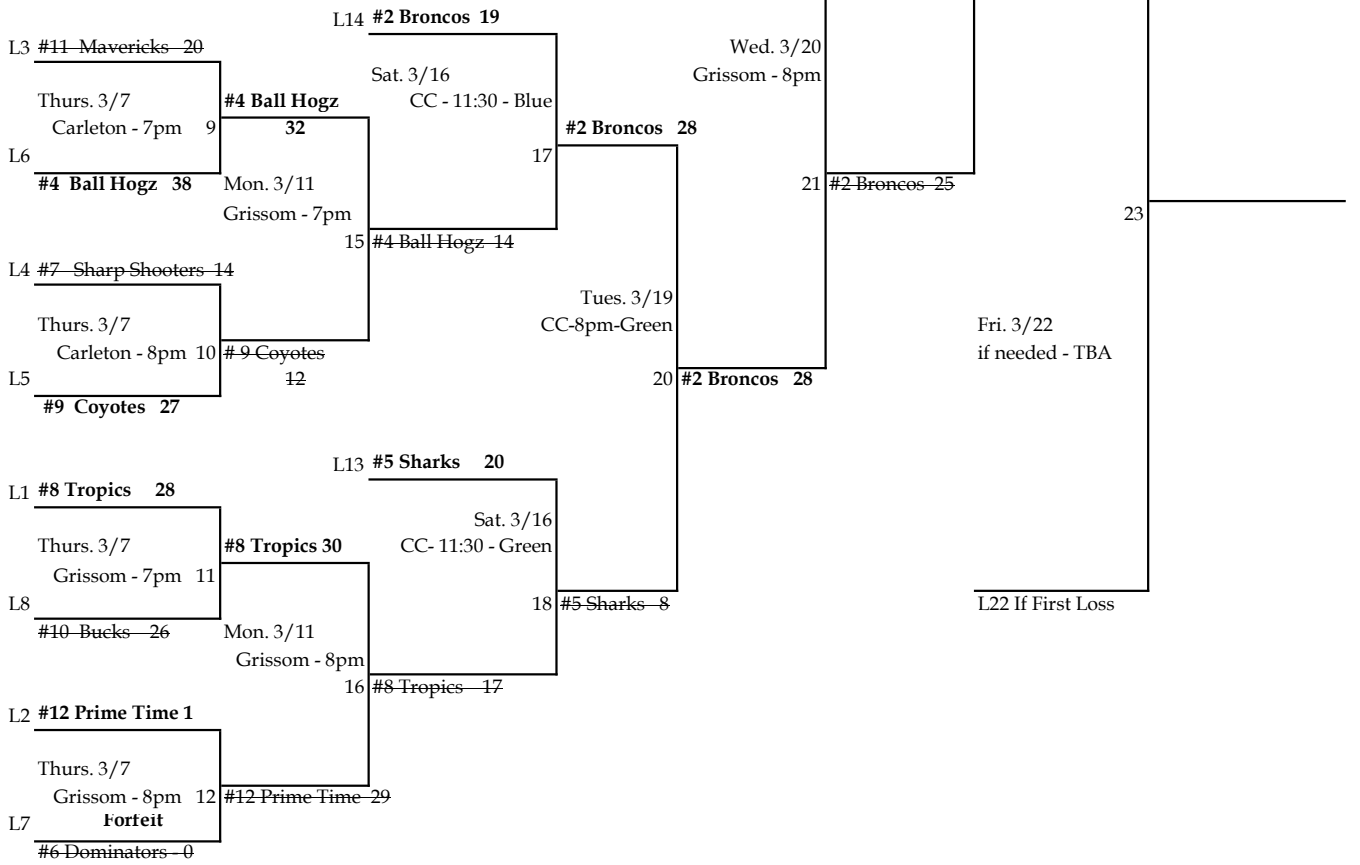 L14 #2 Broncos 19
L3 #11 Mavericks 20
Wed. 3/20
Grissom - 8pm
Sat. 3/16
CC - 11:30 - Blue
Thurs. 3/7
Carleton - 7pm 9
#4 Ball Hogz
32
#2 Broncos 28
L6
17
#4 Ball Hogz 38
Mon. 3/11
Grissom - 7pm
21 #2 Broncos 25
23
15 #4 Ball Hogz 14
L4 #7 Sharp Shooters 14
Tues. 3/19
CC-8pm-Green
Thurs. 3/7
Carleton - 8pm 10 # 9 Coyotes
12
Fri. 3/22
if needed - TBA
L5
20 #2 Broncos 28
#9 Coyotes 27
L13 #5 Sharks 20
L1 #8 Tropics 28
Sat. 3/16
CC- 11:30 - Green
Thurs. 3/7
Grissom - 7pm 11
#8 Tropics 30
L8
18 #5 Sharks 8
L22 If First Loss
#10 Bucks 26
Mon. 3/11
Grissom - 8pm
16 #8 Tropics 17
L2 #12 Prime Time 1
Thurs. 3/7
Grissom - 8pm 12 #12 Prime Time 29
Forfeit
L7
#6 Dominators - 0